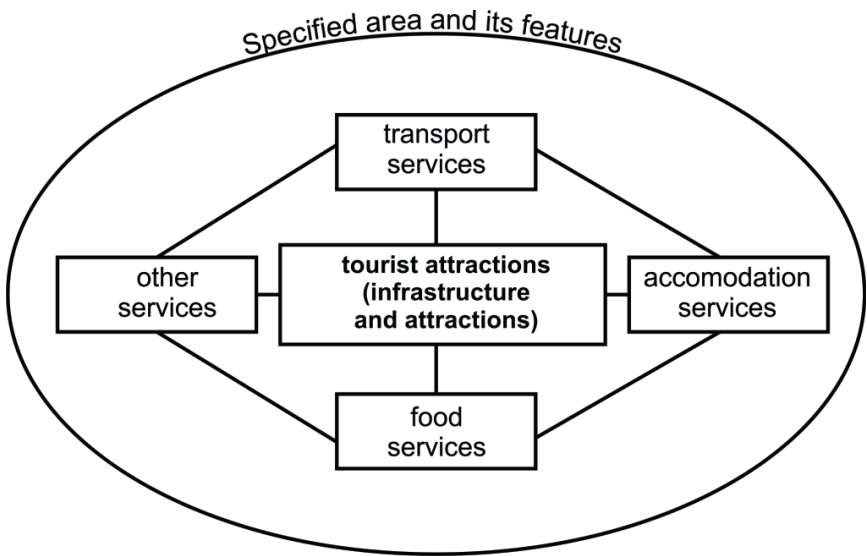 Specified area and its features
transport
services
other
services
tourist attractions
(infrastructure
and attractions)
accomodation
services
food
services